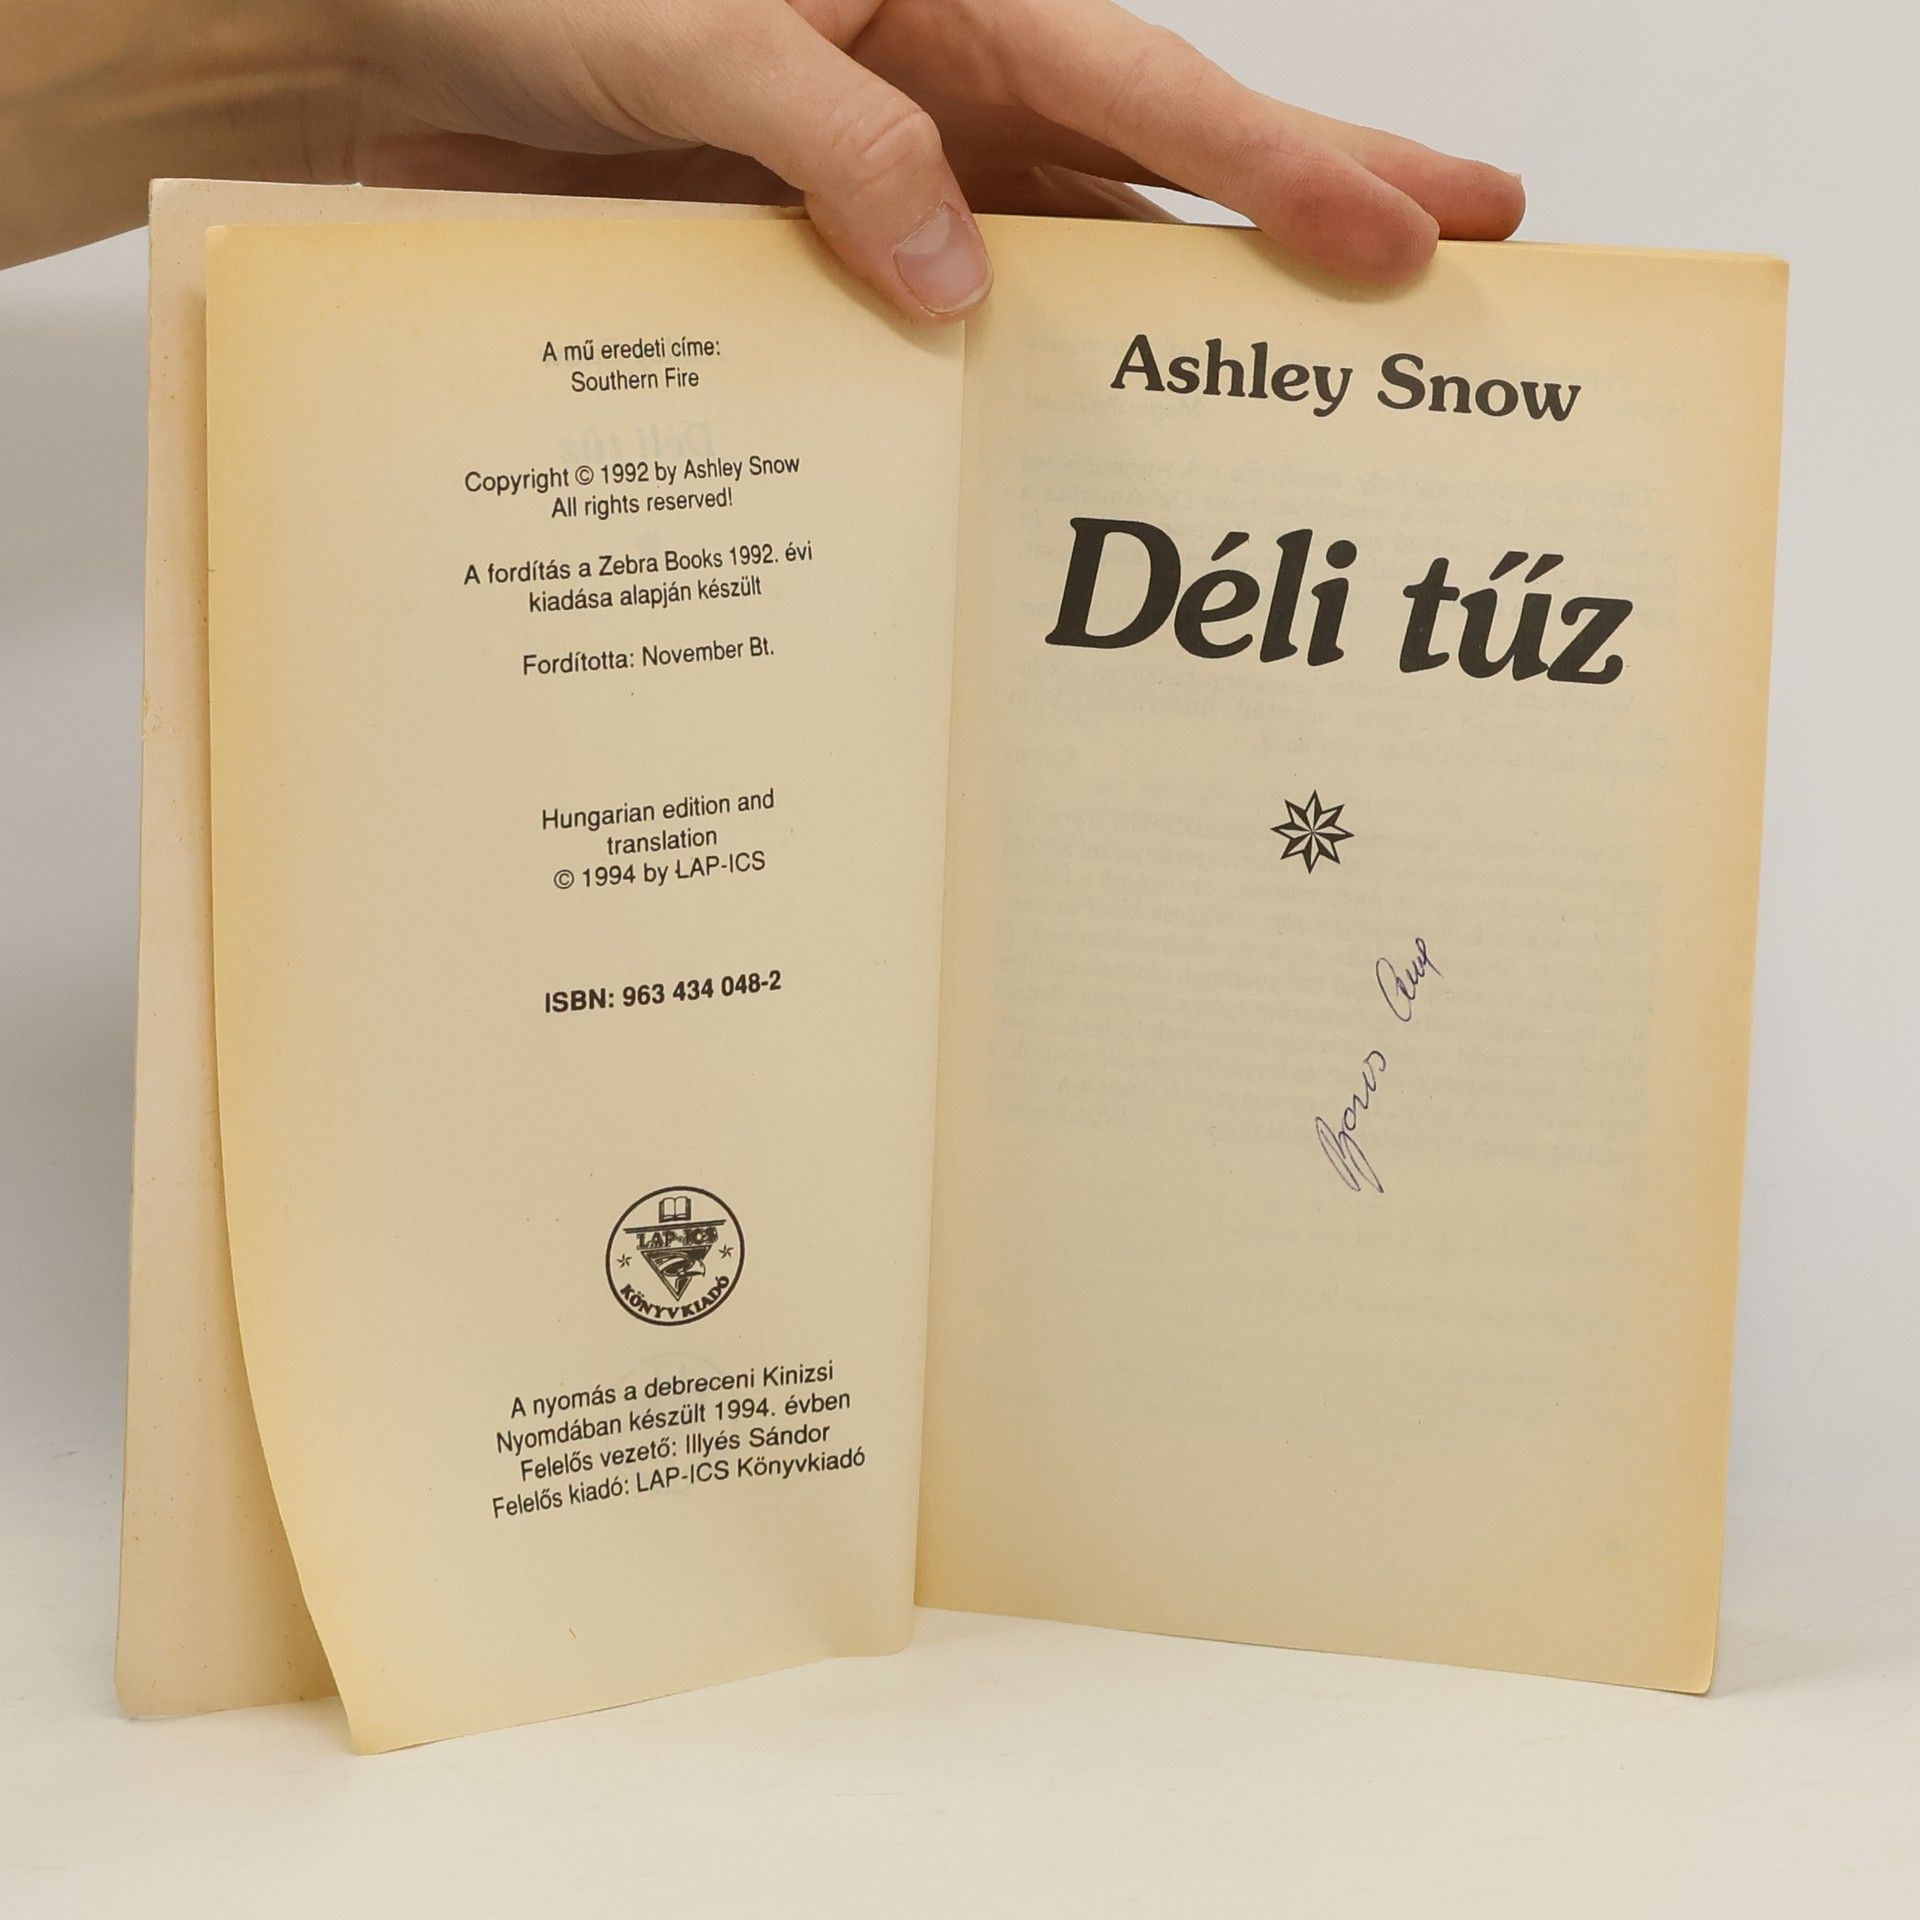 A mű eredeti címe:
Southern Fire
Copyright © 1992 by Ashley Snow
All rights reserved!
A fordítás a Zebra Books 1992. évi
kiadása alapján készült
Fordította: November Bt.
Hungarian edition and
translation
© 1994 by LAP-ICS
ISBN: 963 434 048-2
LAP-ICS
KÖNYVKIADÓ
A nyomás a debreceni Kinizsi
Nyomdában készült 1994. évben
Felelős vezető: Illyés Sándor
Felelős kiadó: LAP-ICS Könyvkiadó
Ashley Snow
Déli tűz
Boros